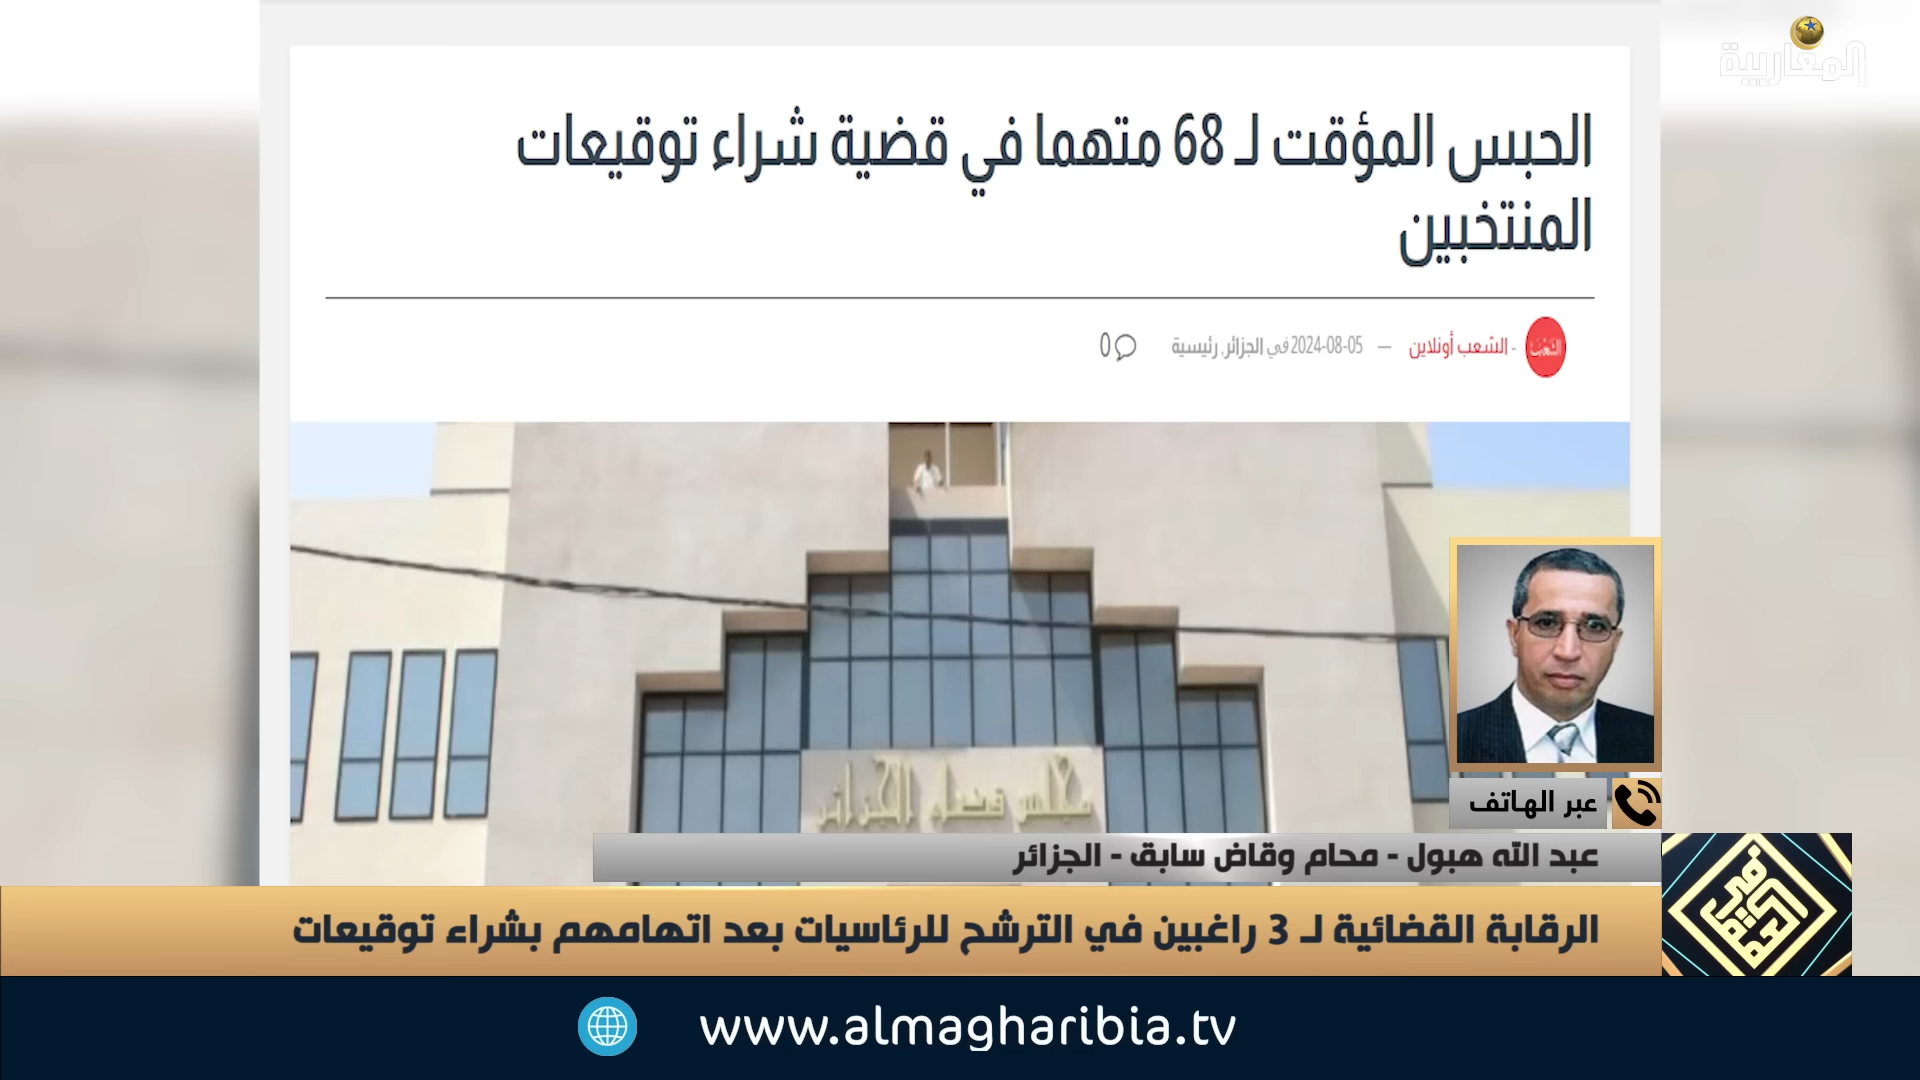 المغاربية
الحبس المؤقت لـ 68 متهما في قضية شراء توقيعات
المنتخبين
- الشعب أونلاين — 2024-08-05 في الجزائر, رئيسية 0
مجلس قضاء الجزائر
عبر الهاتف
عبد الله هبول - محام وقاض سابق - الجزائر
الرقابة القضائية لـ 3 راغبين في الترشح للرئاسيات بعد اتهامهم بشراء توقيعات
www.almagharibia.tv